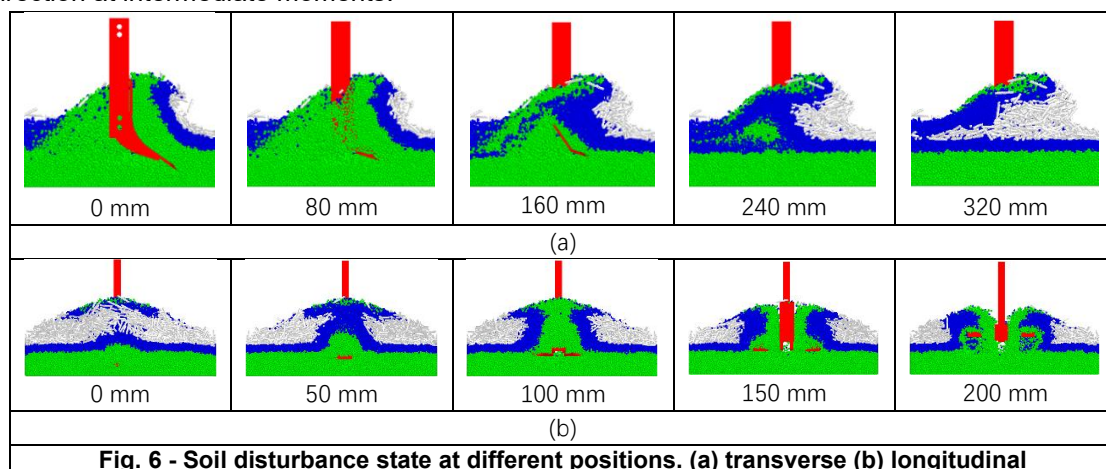 0 mm 80 mm 160 mm 240 mm 320 mm
(a)
0 mm 50 mm 100 mm 150 mm 200 mm
(b)
Fig. 6 - Soil disturbance state at different positions. (a) transverse (b) longitudinal